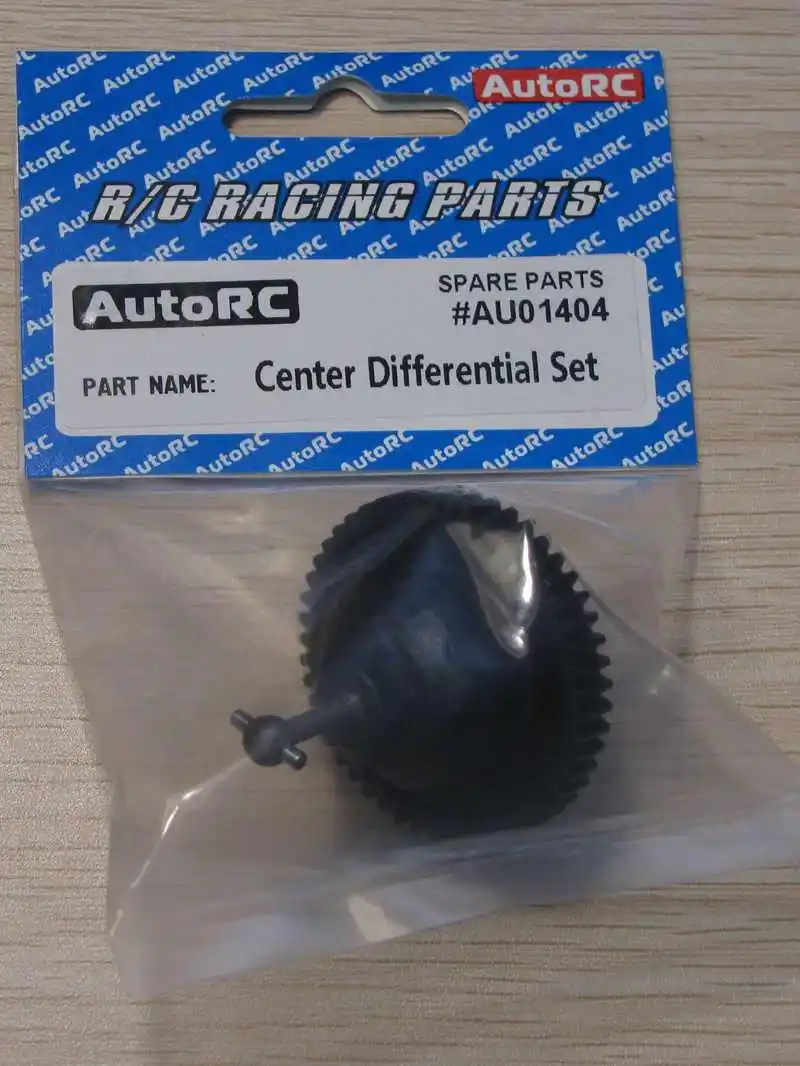 AutoRC
R/C RACING PARTS
AutoRC
SPARE PARTS
#AU01404
PART NAME: Center Differential Set